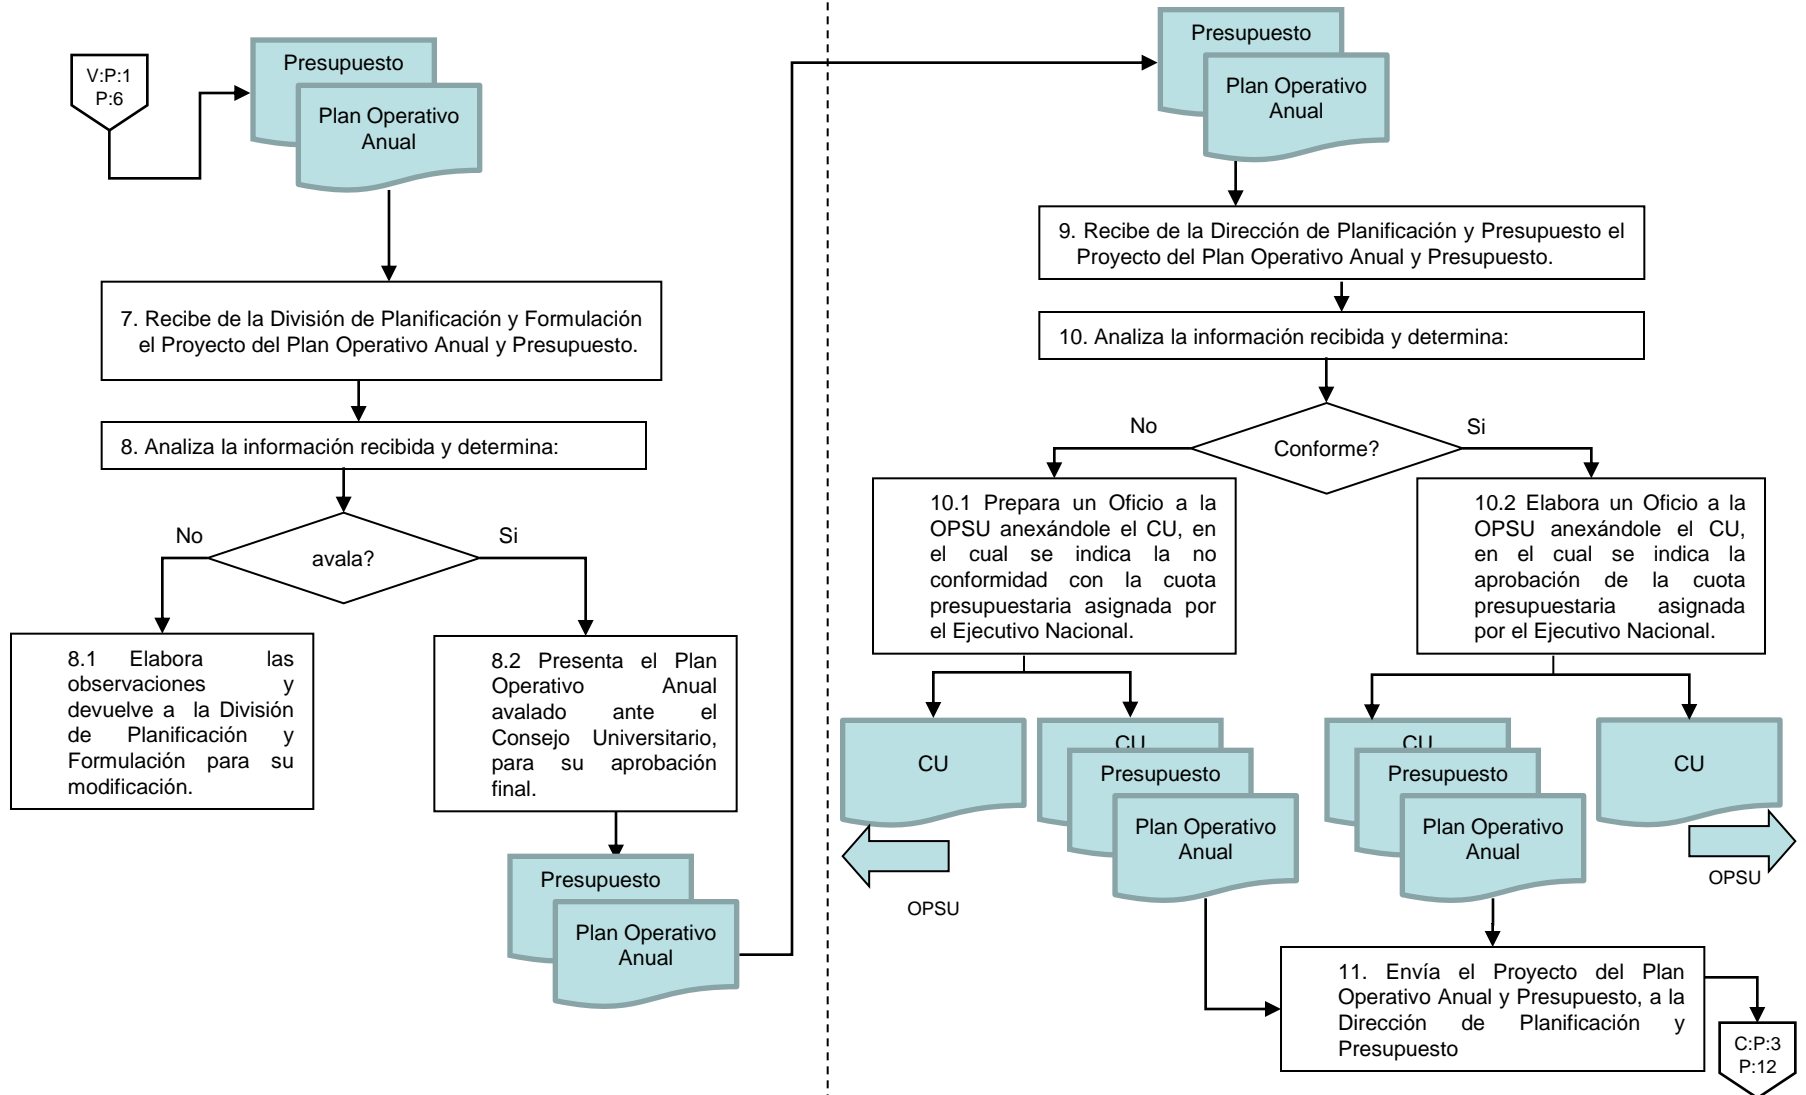 V:P:1
P:6
Presupuesto
Plan Operativo
Anual
7. Recibe de la División de Planificación y Formulación
el Proyecto del Plan Operativo Anual y Presupuesto.
8. Analiza la información recibida y determina:
No
avala?
Si
8.1 Elabora las
observaciones y
devuelve a la División
de Planificación y
Formulación para su
modificación.
8.2 Presenta el Plan
Operativo Anual
avalado ante el
Consejo Universitario,
para su aprobación
final.
Presupuesto
Plan Operativo
Anual
Presupuesto
Plan Operativo
Anual
9. Recibe de la Dirección de Planificación y Presupuesto el
Proyecto del Plan Operativo Anual y Presupuesto.
10. Analiza la información recibida y determina:
No
Conforme?
Si
10.1 Prepara un Oficio a la
OPSU anexándole el CU, en
el cual se indica la no
conformidad con la cuota
presupuestaria asignada por
el Ejecutivo Nacional.
10.2 Elabora un Oficio a la
OPSU anexándole el CU,
en el cual se indica la
aprobación de la cuota
presupuestaria asignada
por el Ejecutivo Nacional.
CU
OPSU
CU
Presupuesto
Plan Operativo
Anual
CU
Presupuesto
Plan Operativo
Anual
CU
OPSU
11. Envía el Proyecto del Plan
Operativo Anual y Presupuesto, a la
Dirección de Planificación y
Presupuesto
C:P:3
P:12